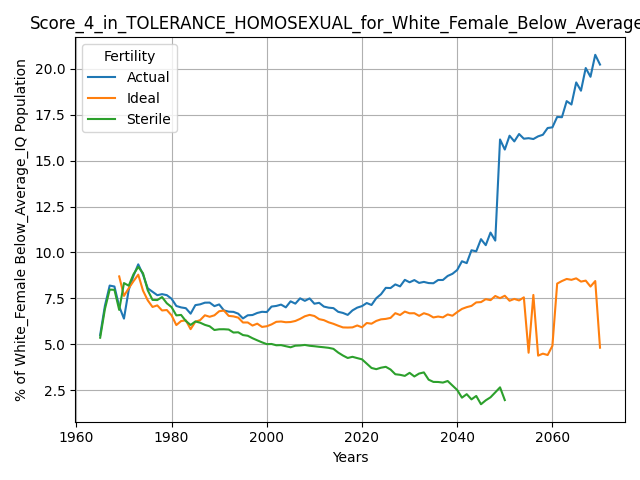 Score_4_in_TOLERANCE_HOMOSEXUAL_for_White_Female_Below_Average
% of White_Female Below_Average_IQ Population
Fertility
Actual
Ideal
Sterile
20.0
17.5
15.0
12.5
10.0
7.5
5.0
2.5
1960
1980
2000
2020
2040
2060
Years